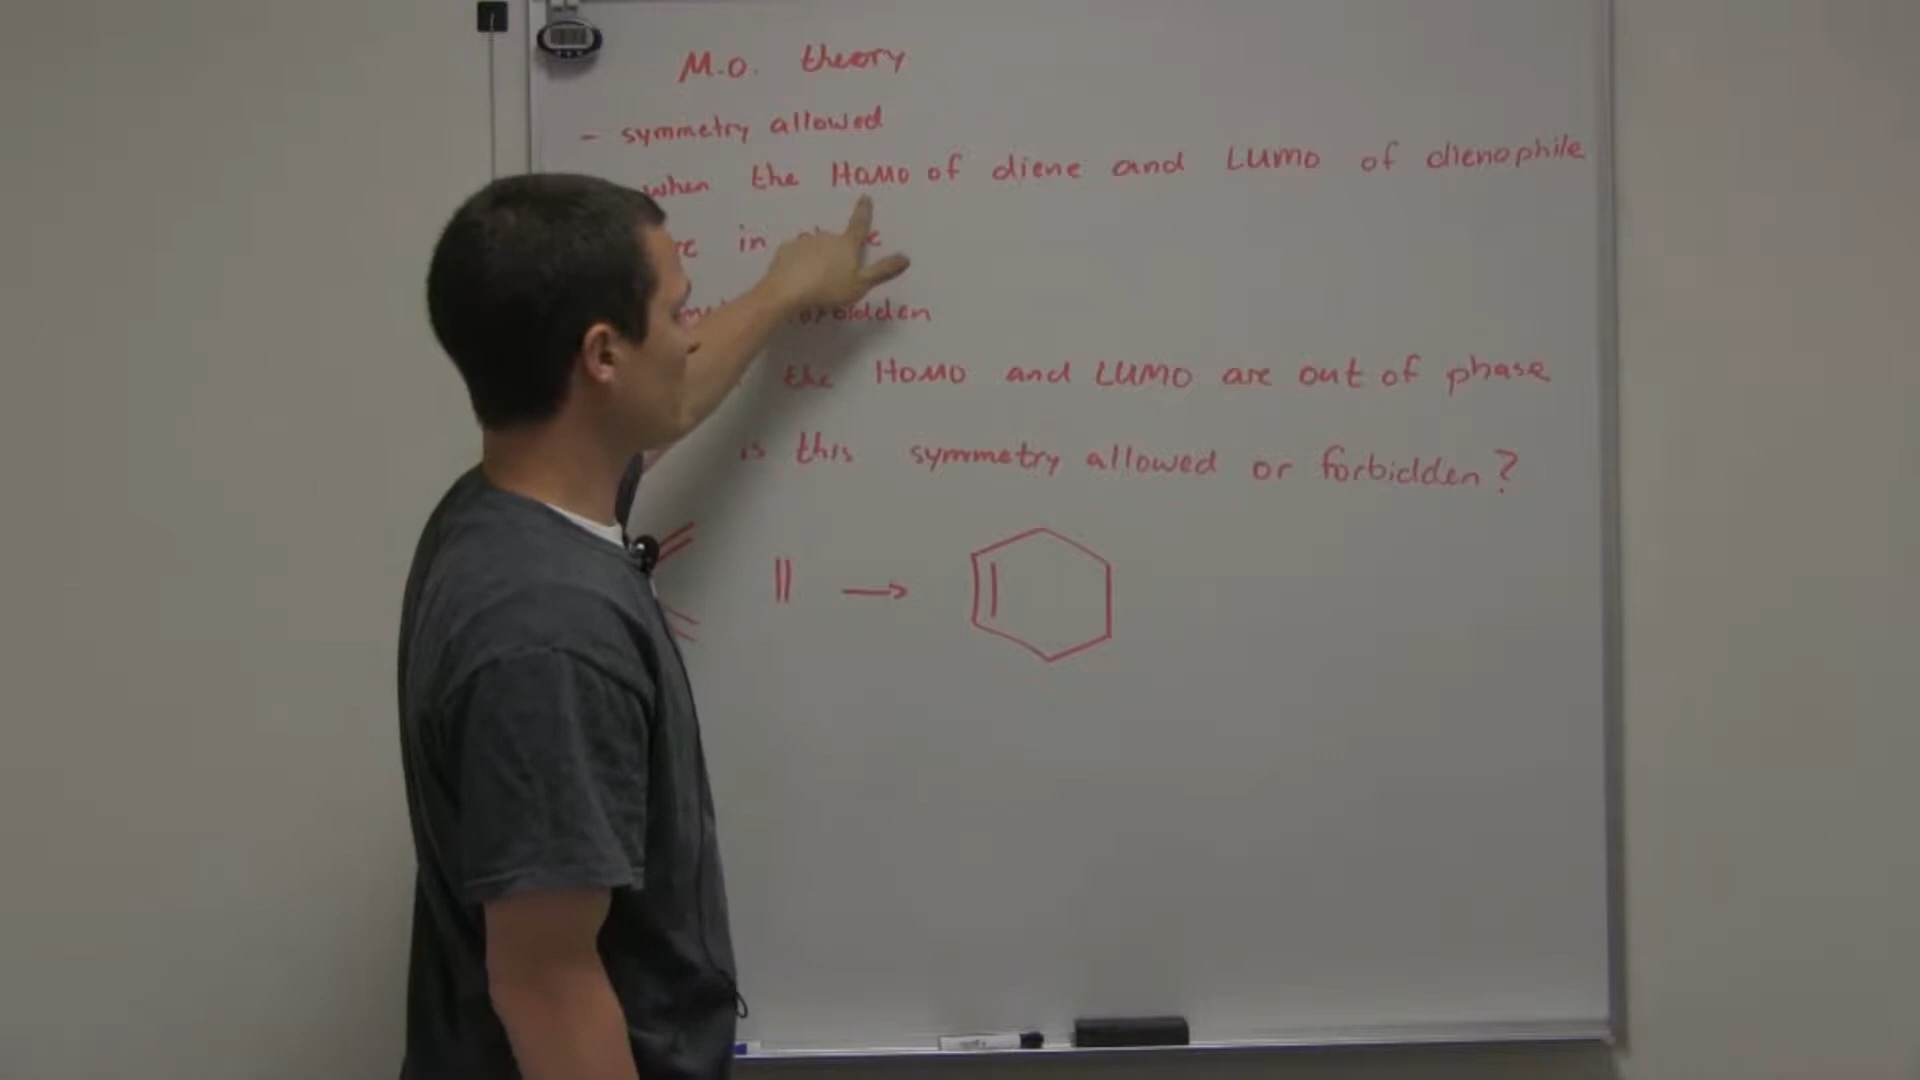 M.O. theory
- symmetry allowed
when the HOMO of diene and LUMO of dienophile
in
the HOMO and LUMO are out of phase
is this symmetry allowed or forbidden?